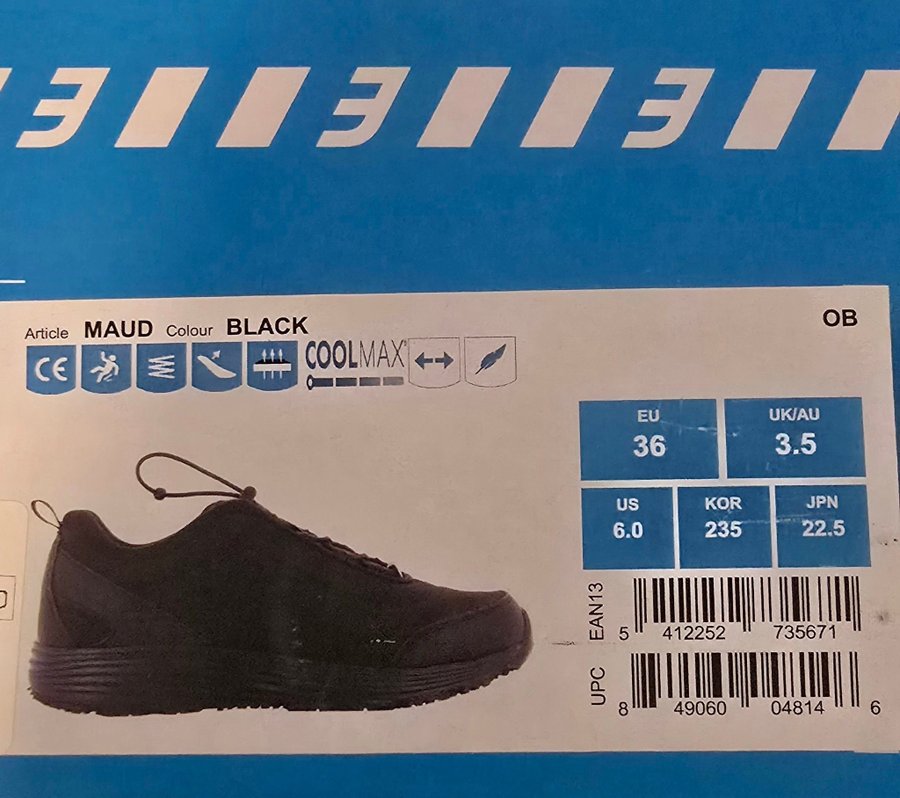 Article MAUD Colour BLACK
OB
CE
COOLMAX®
EU
36
UK/AU
3.5
US
6.0
KOR
235
JPN
22.5
EAN13
5 412252 735671
UPC
8 49060 04814 6